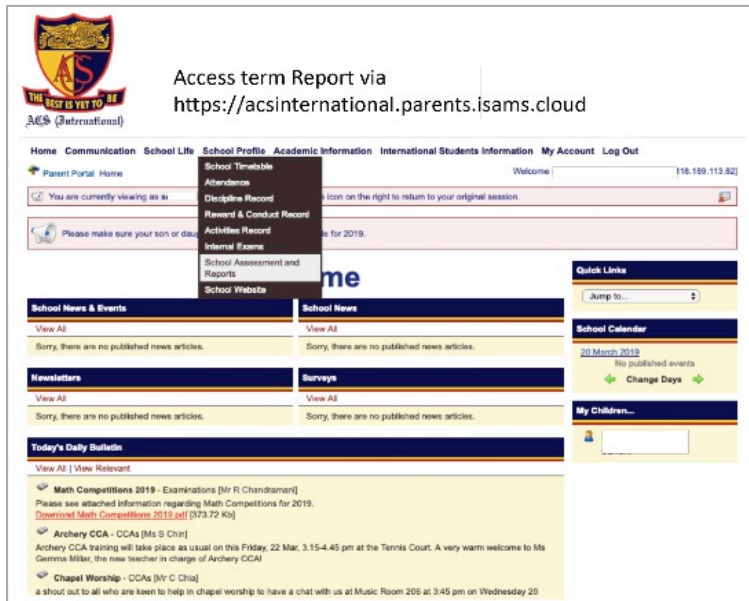 ACS
THE BEST IS YET TO BE
ACS (International)
Access term Report via
https://acsinternational.parents.isams.cloud
Home Communication School Life School Profile Academic Information International Students Information My Account Log Out
Parent Portal Home
Welcome
118.189.113.82]
School Timetable
Attendance
Discipline Record
Reward & Conduct Record
Activities Record
Internal Exams
School Assessment and
Reports
School Website
You are currently viewing as
icon on the right to return to your original session.
Please make sure your son or
for 2019.
me
Quick Links
Jump to...
School News & Events
View All
Sorry, there are no published news articles.
School News
View All
Sorry, there are no published news articles.
School Calendar
20 March 2019
No published events
Change Days
Newsletters
View All
Sorry, there are no published news articles.
Surveys
View All
Sorry, there are no published news articles.
My Children...
Today's Daily Bulletin
View All | View Relevant
Math Competitions 2019 - Examinations [Mr R Chandramani]
Please see attached information regarding Math Competitions for 2019.
Download Math Competitions 2019.pdf [373.72 Kb]
Archery CCA - CCAs [Ms S Chin]
Archery CCA training will take place as usual on this Friday, 22 Mar, 3.15-4.45 pm at the Tennis Court. A very warm welcome to Ms
Gemma Millar, the new teacher in charge of Archery CCA!
Chapel Worship - CCAs [Mr C Chia]
a shout out to all who are keen to help in chapel worship to have a chat with us at Music Room 206 at 3:45 pm on Wednesday 20